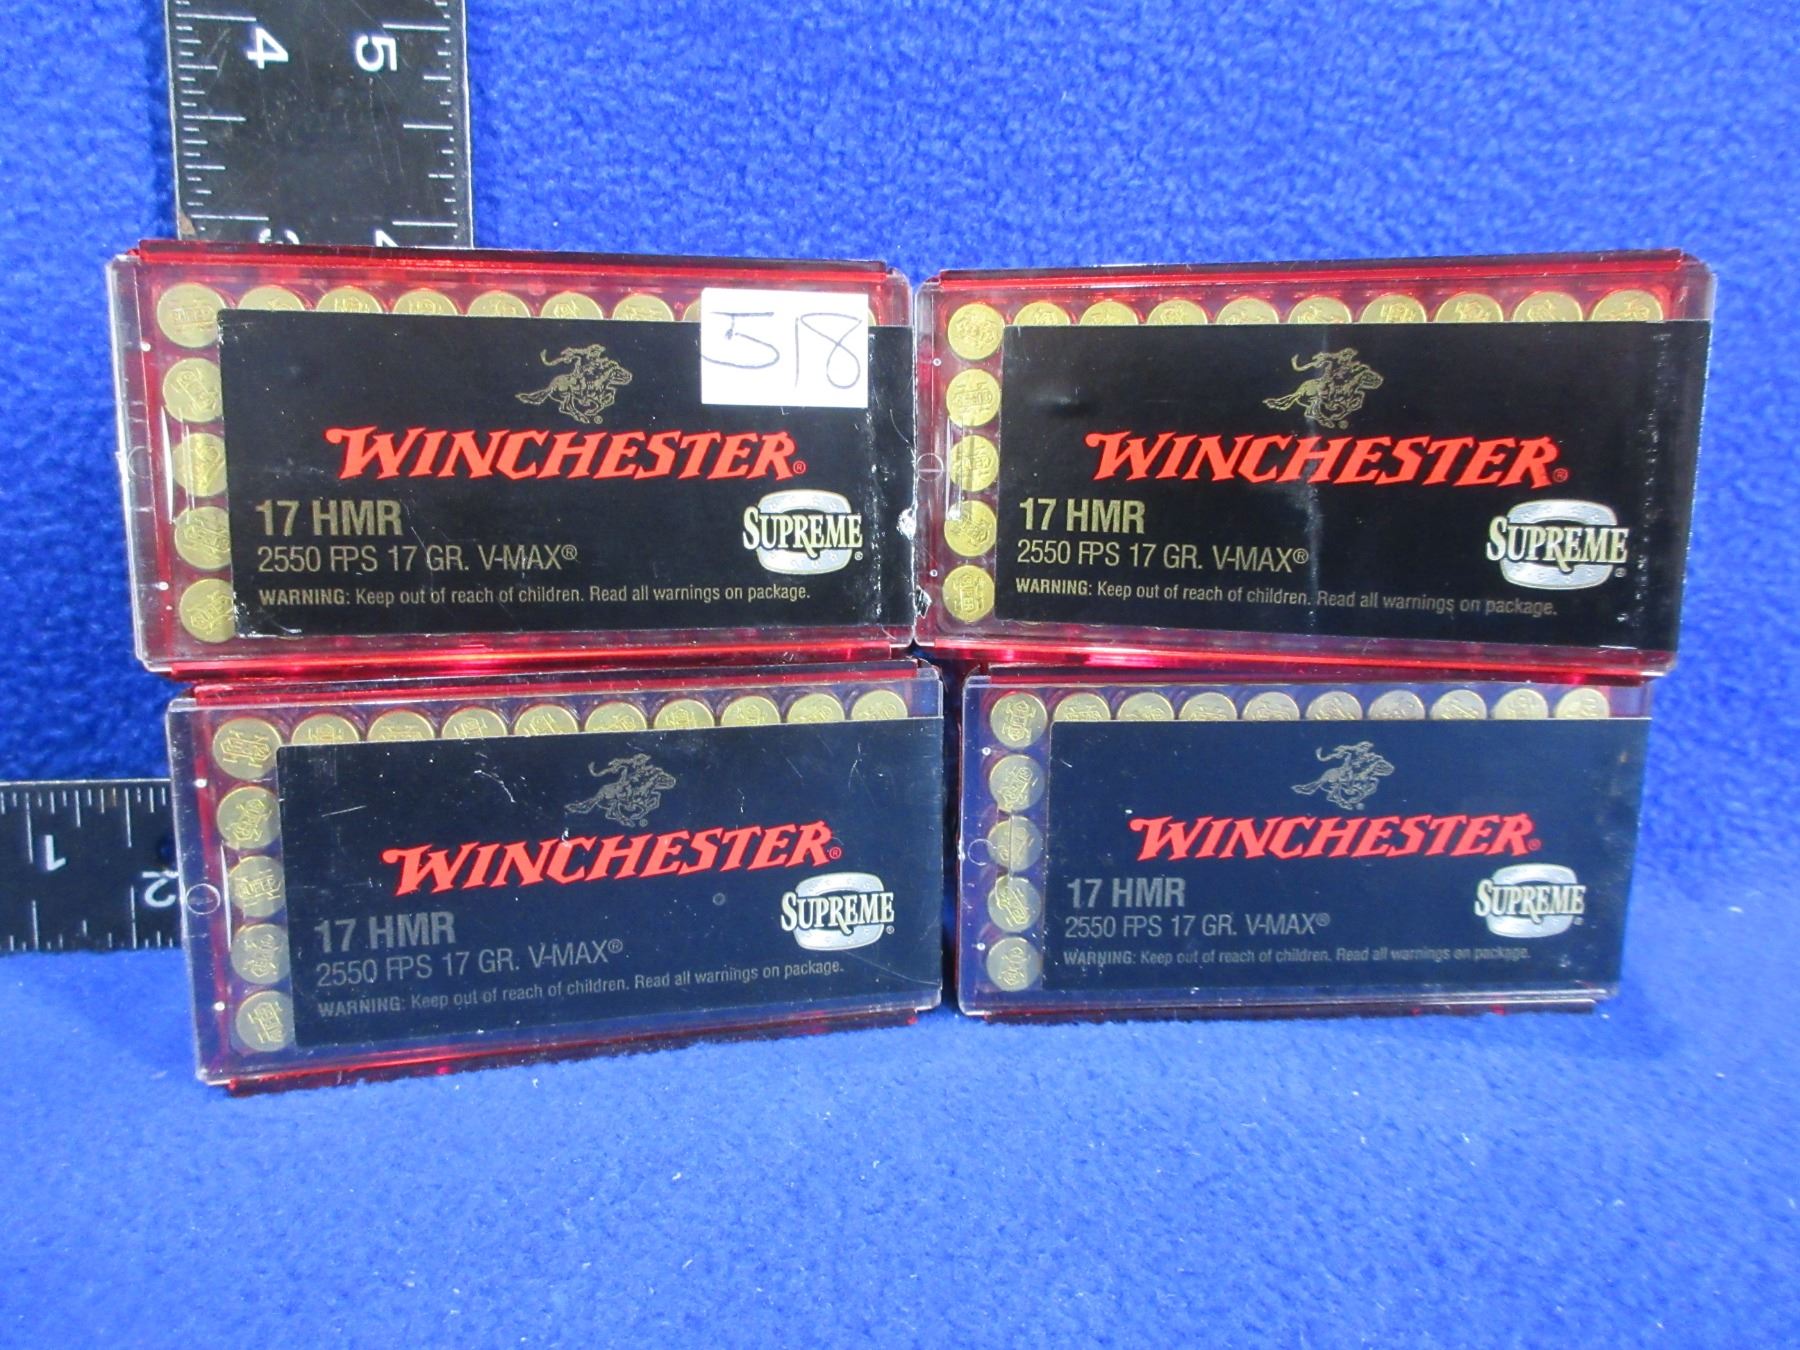 4 5
3 4
518
WINCHESTER®
17 HMR
2550 FPS 17 GR. V-MAX®
SUPREME®
WARNING: Keep out of reach of children. Read all warnings on package.
WINCHESTER®
17 HMR
2550 FPS 17 GR. V-MAX®
SUPREME®
WARNING: Keep out of reach of children. Read all warnings on package.
1 2
WINCHESTER®
17 HMR
2550 FPS 17 GR. V-MAX®
SUPREME®
WARNING: Keep out of reach of children. Read all warnings on package.
WINCHESTER®
17 HMR
2550 FPS 17 GR. V-MAX®
SUPREME®
WARNING: Keep out of reach of children. Read all warnings on package.